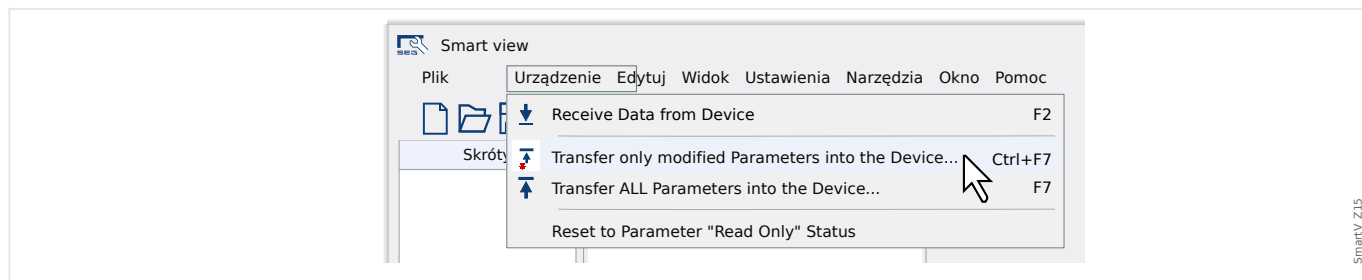 SEG Smart view
Plik Urządzenie Edytuj Widok Ustawienia Narzędzia Okno Pomoc
Receive Data from Device F2
Skróty
Transfer only modified Parameters into the Device... Ctrl+F7
Transfer ALL Parameters into the Device... F7
Reset to Parameter "Read Only" Status
SmartV_Z15